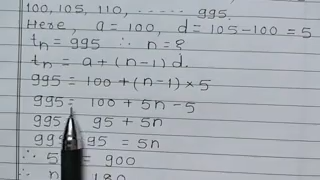 100, 105, 110, ------ 995.
Here, a = 100, d = 105-100 = 5
tn = 995 ∴ n = ?
tn = a + (n-1) d.
995 = 100 + (n-1) × 5
995 = 100 + 5n - 5
995 95 + 5n
99 95 = 5n
∴ 5 = 900
∴ n 180